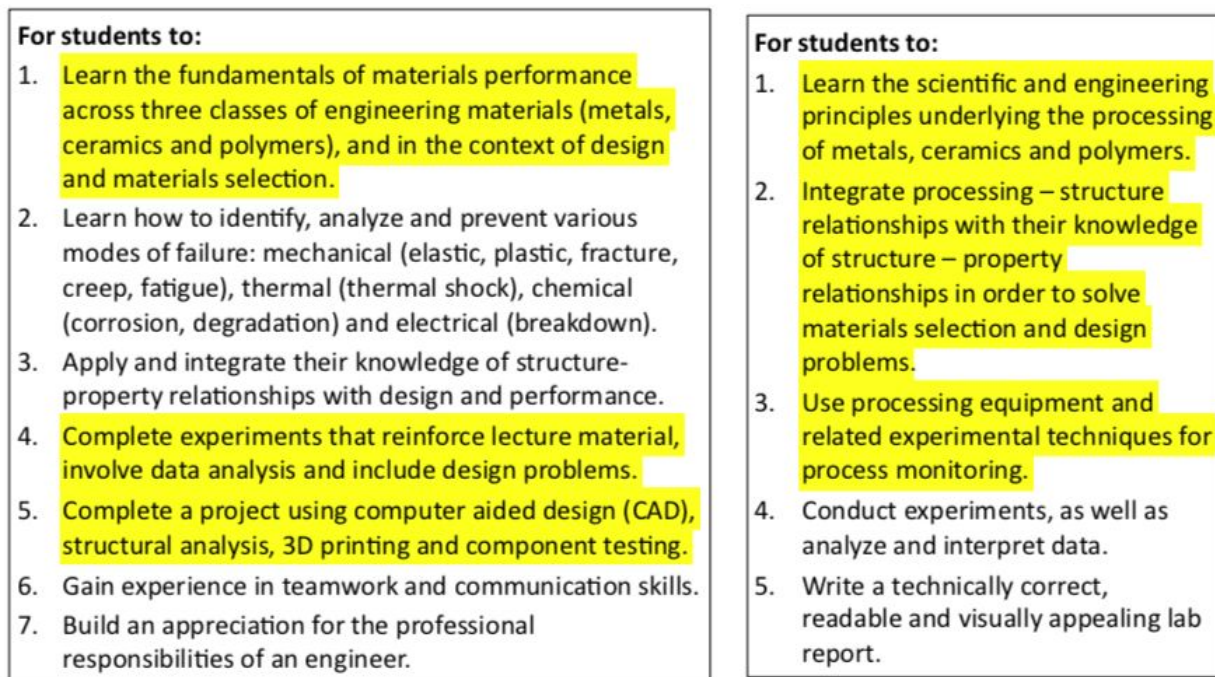 For students to:
1. Learn the fundamentals of materials performance
across three classes of engineering materials (metals,
ceramics and polymers), and in the context of design
and materials selection.
2. Learn how to identify, analyze and prevent various
modes of failure: mechanical (elastic, plastic, fracture,
creep, fatigue), thermal (thermal shock), chemical
(corrosion, degradation) and electrical (breakdown).
3. Apply and integrate their knowledge of structure-
property relationships with design and performance.
4. Complete experiments that reinforce lecture material,
involve data analysis and include design problems.
5. Complete a project using computer aided design (CAD),
structural analysis, 3D printing and component testing.
6. Gain experience in teamwork and communication skills.
7. Build an appreciation for the professional
responsibilities of an engineer.
For students to:
1. Learn the scientific and engineering
principles underlying the processing
of metals, ceramics and polymers.
2. Integrate processing – structure
relationships with their knowledge
of structure – property
relationships in order to solve
materials selection and design
problems.
3. Use processing equipment and
related experimental techniques for
process monitoring.
4. Conduct experiments, as well as
analyze and interpret data.
5. Write a technically correct,
readable and visually appealing lab
report.